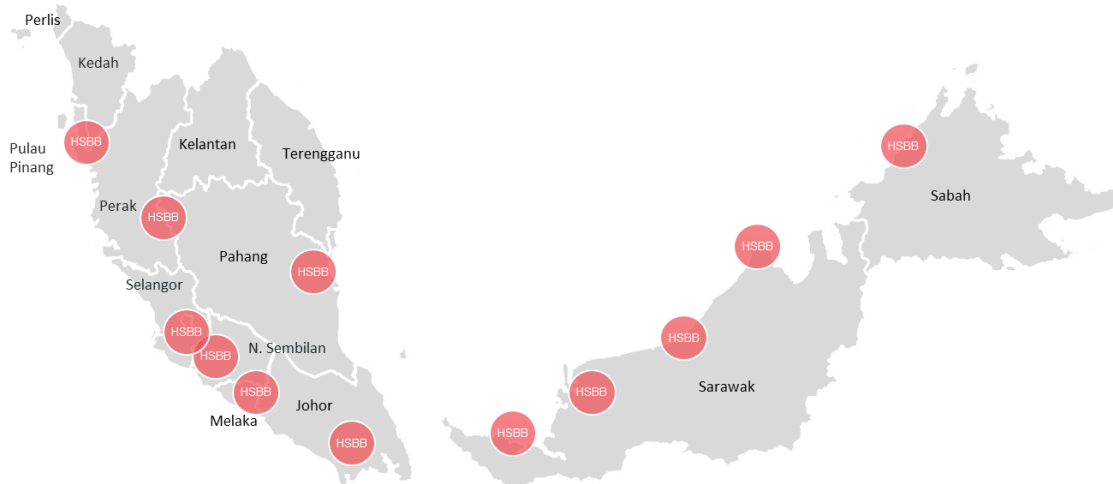 Perlis
Kedah
HSBB
Pulau
Pinang
Kelantan
Terengganu
Perak
HSBB
Pahang
HSBB
Selangor
HSBB
HSBB
N. Sembilan
HSBB
Melaka
Johor
HSBB
HSBB
Sabah
HSBB
HSBB
Sarawak
HSBB
HSBB